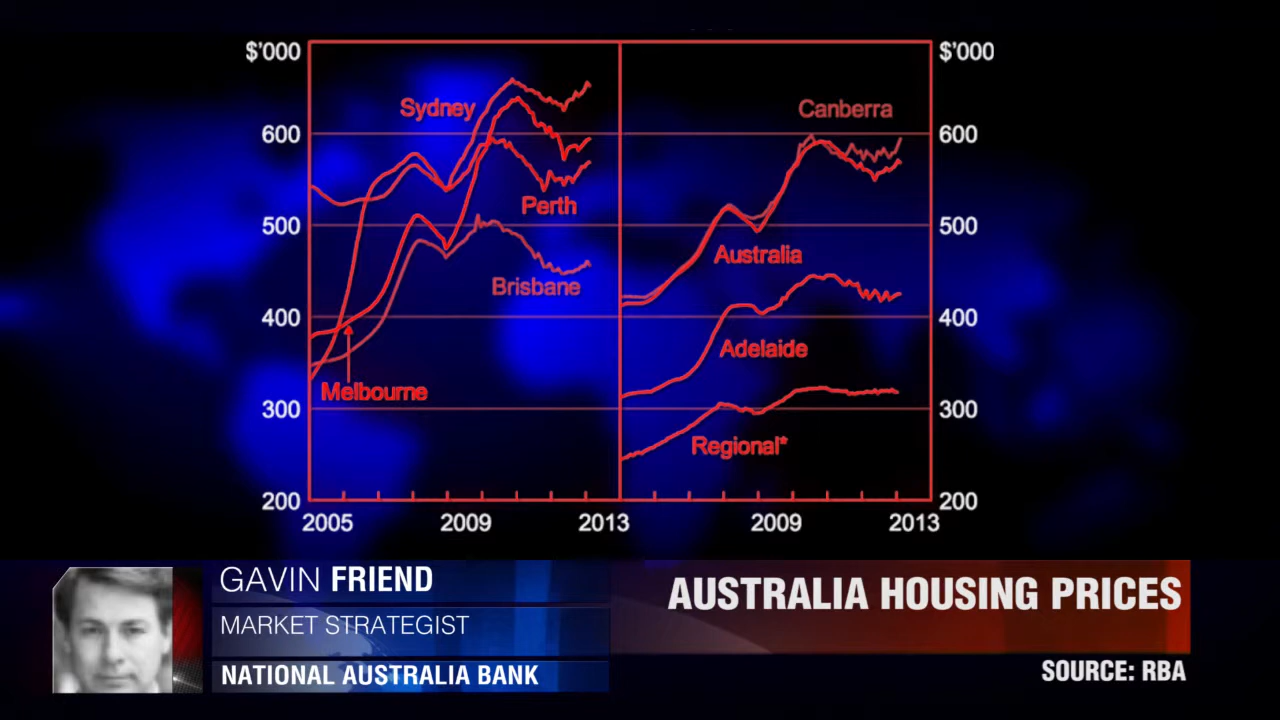 $'000
$'000
Sydney
Canberra
600
600
Perth
500
500
Australia
Brisbane
400
400
Adelaide
Melbourne
300
300
Regional*
200
200
2005
2009
2013
2009
2013
GAVIN FRIEND
AUSTRALIA HOUSING PRICES
MARKET STRATEGIST
NATIONAL AUSTRALIA BANK
SOURCE: RBA